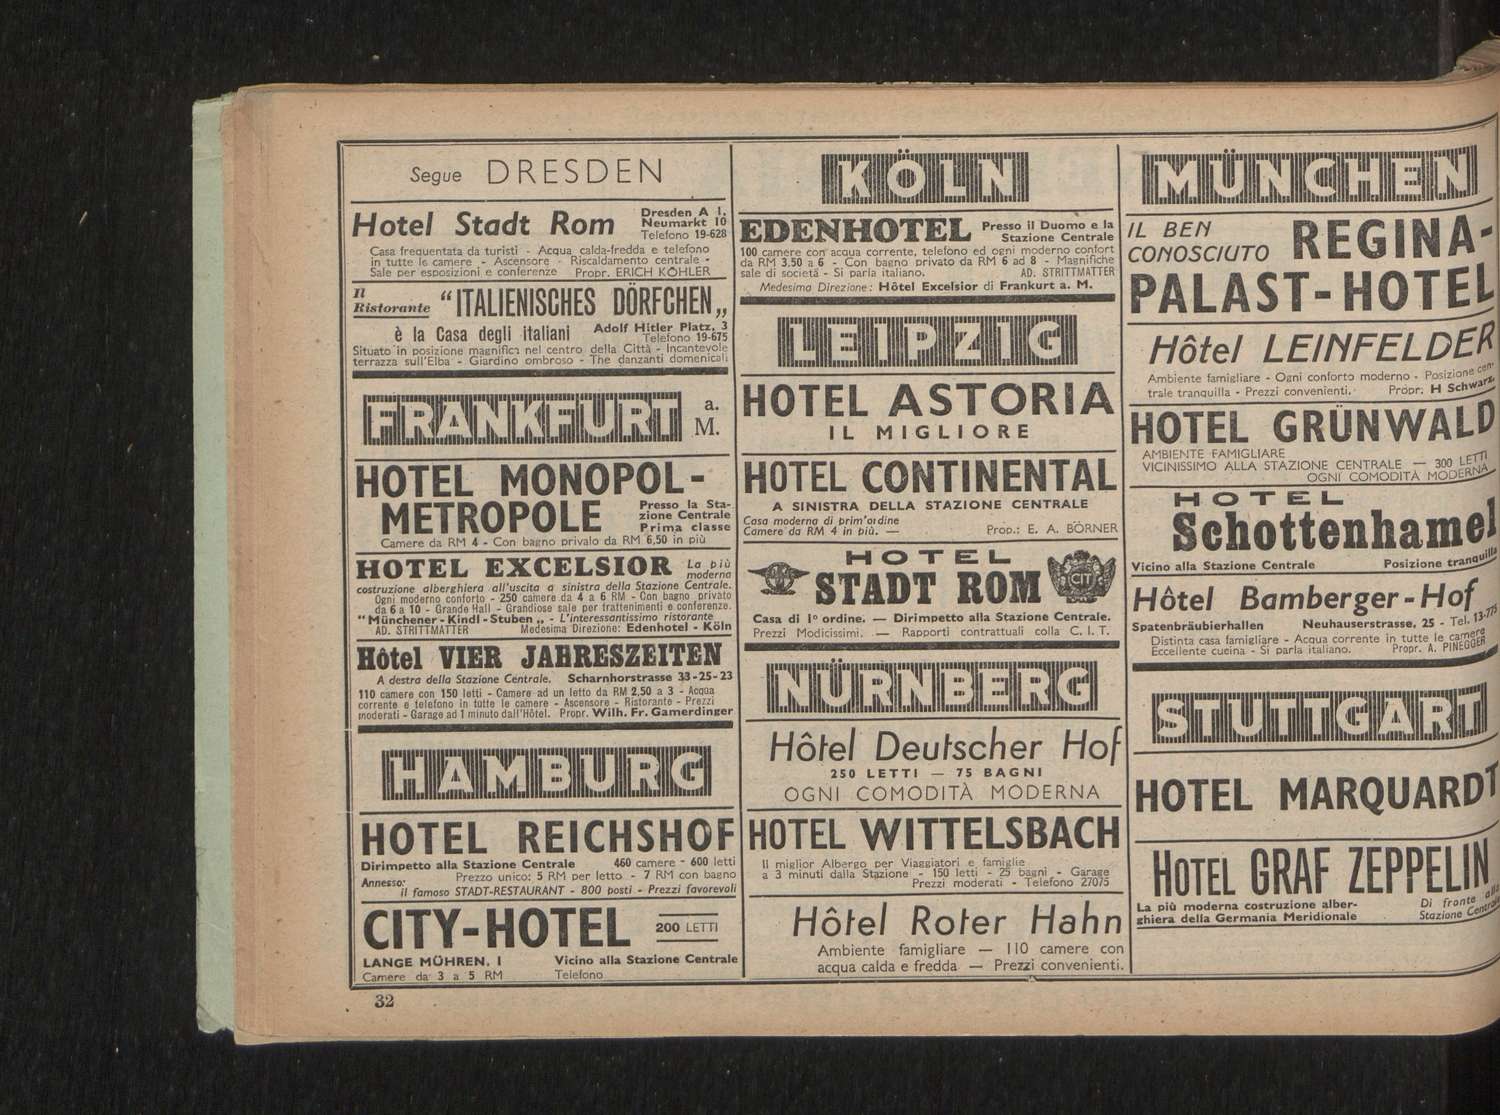 Segue DRESDEN
Hotel Stadt Rom
Dresden A 1,
Neumarkt 10
Telefono 19-628
Casa frequentata da turisti - Acqua calda-fredda e telefono
in tutte le camere - Ascensore - Riscaldamento centrale -
Sale per esposizioni e conferenze Propr. ERICH KÖHLER
Il
Ristorante
“ITALIENISCHES DÖRFCHEN„
è la Casa degli italiani
Adolf Hitler Platz, 3
Telefono 19-675
Situato in posizione magnifica nel centro della Città - Incantevole
terrazza sull'Elba - Giardino ombroso - The danzanti domenicali
FRANKFURT a. M.
HOTEL MONOPOL-
METROPOLE
Presso la Sta-
zione Centrale
Prima classe
Camere da RM 4 - Con bagno privalo da RM 6,50 in più
HOTEL EXCELSIOR La più
moderna
costruzione alberghiera all'uscita a sinistra della Stazione Centrale.
Ogni moderno conforto - 250 camere da 4 a 6 RM - Con bagno privato
da 6 a 10 - Grande Hall - Grandiose sale per trattenimenti e conferenze.
"Münchener-Kindl-Stuben„ - L'interessantissimo ristorante
AD. STRITTMATTER Medesima Direzione: Edenhotel - Köln
Hôtel VIER JAHRESZEITEN
A destra della Stazione Centrale. Scharnhorstrasse 33-25-23
110 camere con 150 letti - Camere ad un letto da RM 2,50 a 3 - Acqua
corrente e telefono in tutte le camere - Ascensore - Ristorante - Prezzi
moderati - Garage ad 1 minuto dall'Hôtel. Propr. Wilh. Fr. Gamerdinger
HAMBURG
HOTEL REICHSHOF
Dirimpetto alla Stazione Centrale 460 camere - 600 letti
Prezzo unico: 5 RM per letto - 7 RM con bagno
Annesso:
il famoso STADT-RESTAURANT - 800 posti - Prezzi favorevoli
CITY-HOTEL 200 LETTI
LANGE MÜHREN, 1 Vicino alla Stazione Centrale
Camere da 3 a 5 RM Telefono
32
KÖLN
EDENHOTEL
Presso il Duomo e la
Stazione Centrale
100 camere con acqua corrente, telefono ed ogni moderno confort
da RM 3.50 a 6 - Con bagno privato da RM 6 ad 8 - Magnifiche
sale di società - Si parla italiano. AD. STRITTMATTER
Medesima Direzione: Hôtel Excelsior di Frankurt a. M.
LEIPZIG
HOTEL ASTORIA
IL MIGLIORE
HOTEL CONTINENTAL
A SINISTRA DELLA STAZIONE CENTRALE
Casa moderna di prim'ordine
Camere da RM 4 in più. — Prop.: E. A. BÖRNER
HOTEL
STADT ROM
CIT
Casa di 1º ordine. — Dirimpetto alla Stazione Centrale.
Prezzi Modicissimi. — Rapporti contrattuali colla C. I. T.
NÜRNBERG
Hôtel Deutscher Hof
250 LETTI — 75 BAGNI
OGNI COMODITÀ MODERNA
HOTEL WITTELSBACH
Il miglior Albergo per Viaggiatori e famiglie
a 3 minuti dalla Stazione - 150 letti - 25 bagni - Garage
Prezzi moderati - Telefono 27075
Hôtel Roter Hahn
Ambiente famigliare — 110 camere con
acqua calda e fredda — Prezzi convenienti.
MÜNCHEN
IL BEN
CONOSCIUTO
REGINA-
PALAST-HOTEL
Hôtel LEINFELDER
Ambiente famigliare - Ogni conforto moderno - Posizione cen-
trale tranquilla - Prezzi convenienti. Propr. H Schwarz.
HOTEL GRÜNWALD
AMBIENTE FAMIGLIARE
VICINISSIMO ALLA STAZIONE CENTRALE — 300 LETTI
OGNI COMODITÀ MODERNA
HOTEL
Schottenhamel
Vicino alla Stazione Centrale Posizione tranquilla
Hôtel Bamberger-Hof
Spatenbräubierhallen Neuhauserstrasse, 25 - Tel. 13-775
Distinta casa famigliare - Acqua corrente in tutte le camere
Eccellente cucina - Si parla italiano. Propr. A. PINEGGER
STUTTGART
HOTEL MARQUARDT
HOTEL GRAF ZEPPELIN
La più moderna costruzione alber-
ghiera della Germania Meridionale
Di fronte alla
Stazione Centrale